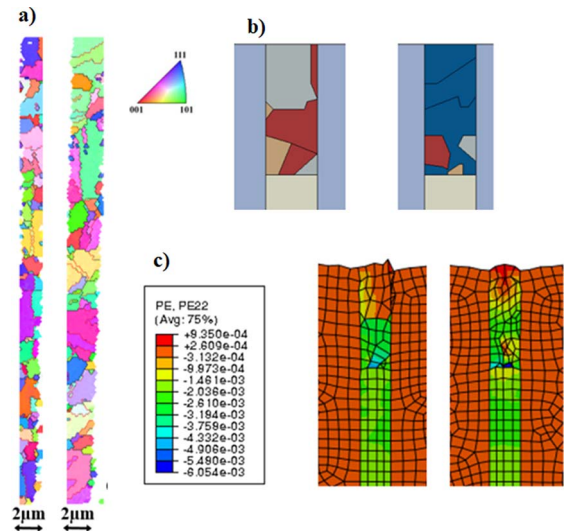 a)
b)
111
001
101
c)
PE, PE22
(Avg: 75%)
+9.350e-04
+2.609e-04
-3.132e-04
-9.973e-04
-1.461e-03
-2.036e-03
-2.610e-03
-3.194e-03
-3.759e-03
-4.332e-03
-4.906e-03
-5.490e-03
-6.054e-03
2µm
2µm